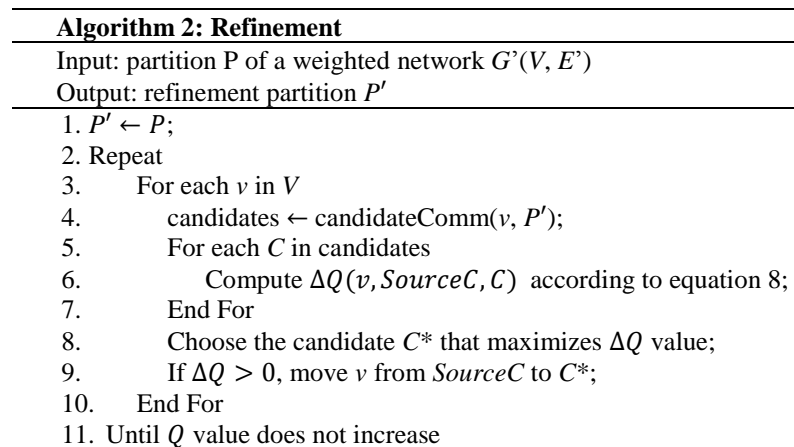 Algorithm 2: Refinement
Input: partition P of a weighted network G’(V, E’)
Output: refinement partition P′
1. P′ ← P;
2. Repeat
3. For each v in V
4. candidates ← candidateComm(v, P′);
5. For each C in candidates
6. Compute ΔQ(v, SourceC, C) according to equation 8;
7. End For
8. Choose the candidate C* that maximizes ΔQ value;
9. If ΔQ > 0, move v from SourceC to C*;
10. End For
11. Until Q value does not increase